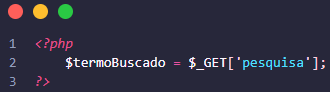 1 <?php
2 $termoBuscado = $_GET['pesquisa'];
3 ?>